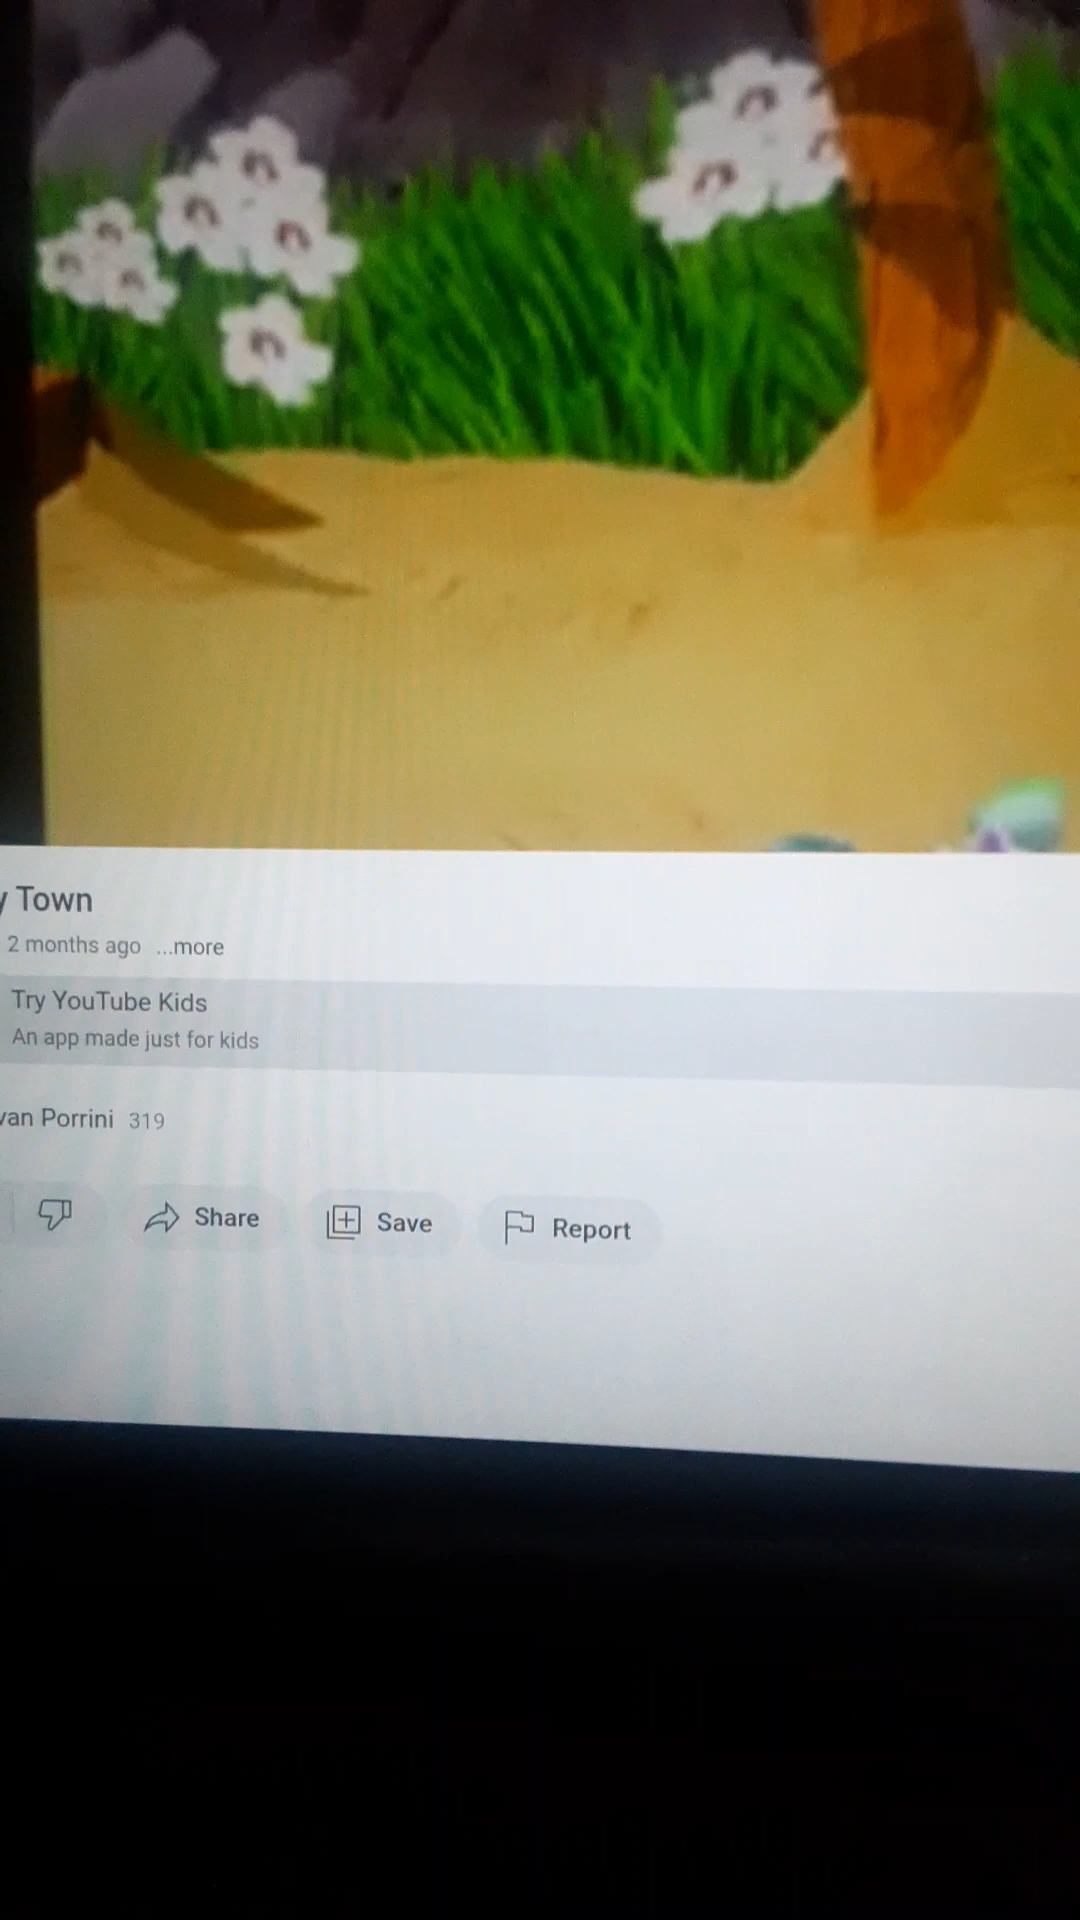 Town
2 months ago ...more
Try YouTube Kids
An app made just for kids
Porrini 319
Share
Save
Report